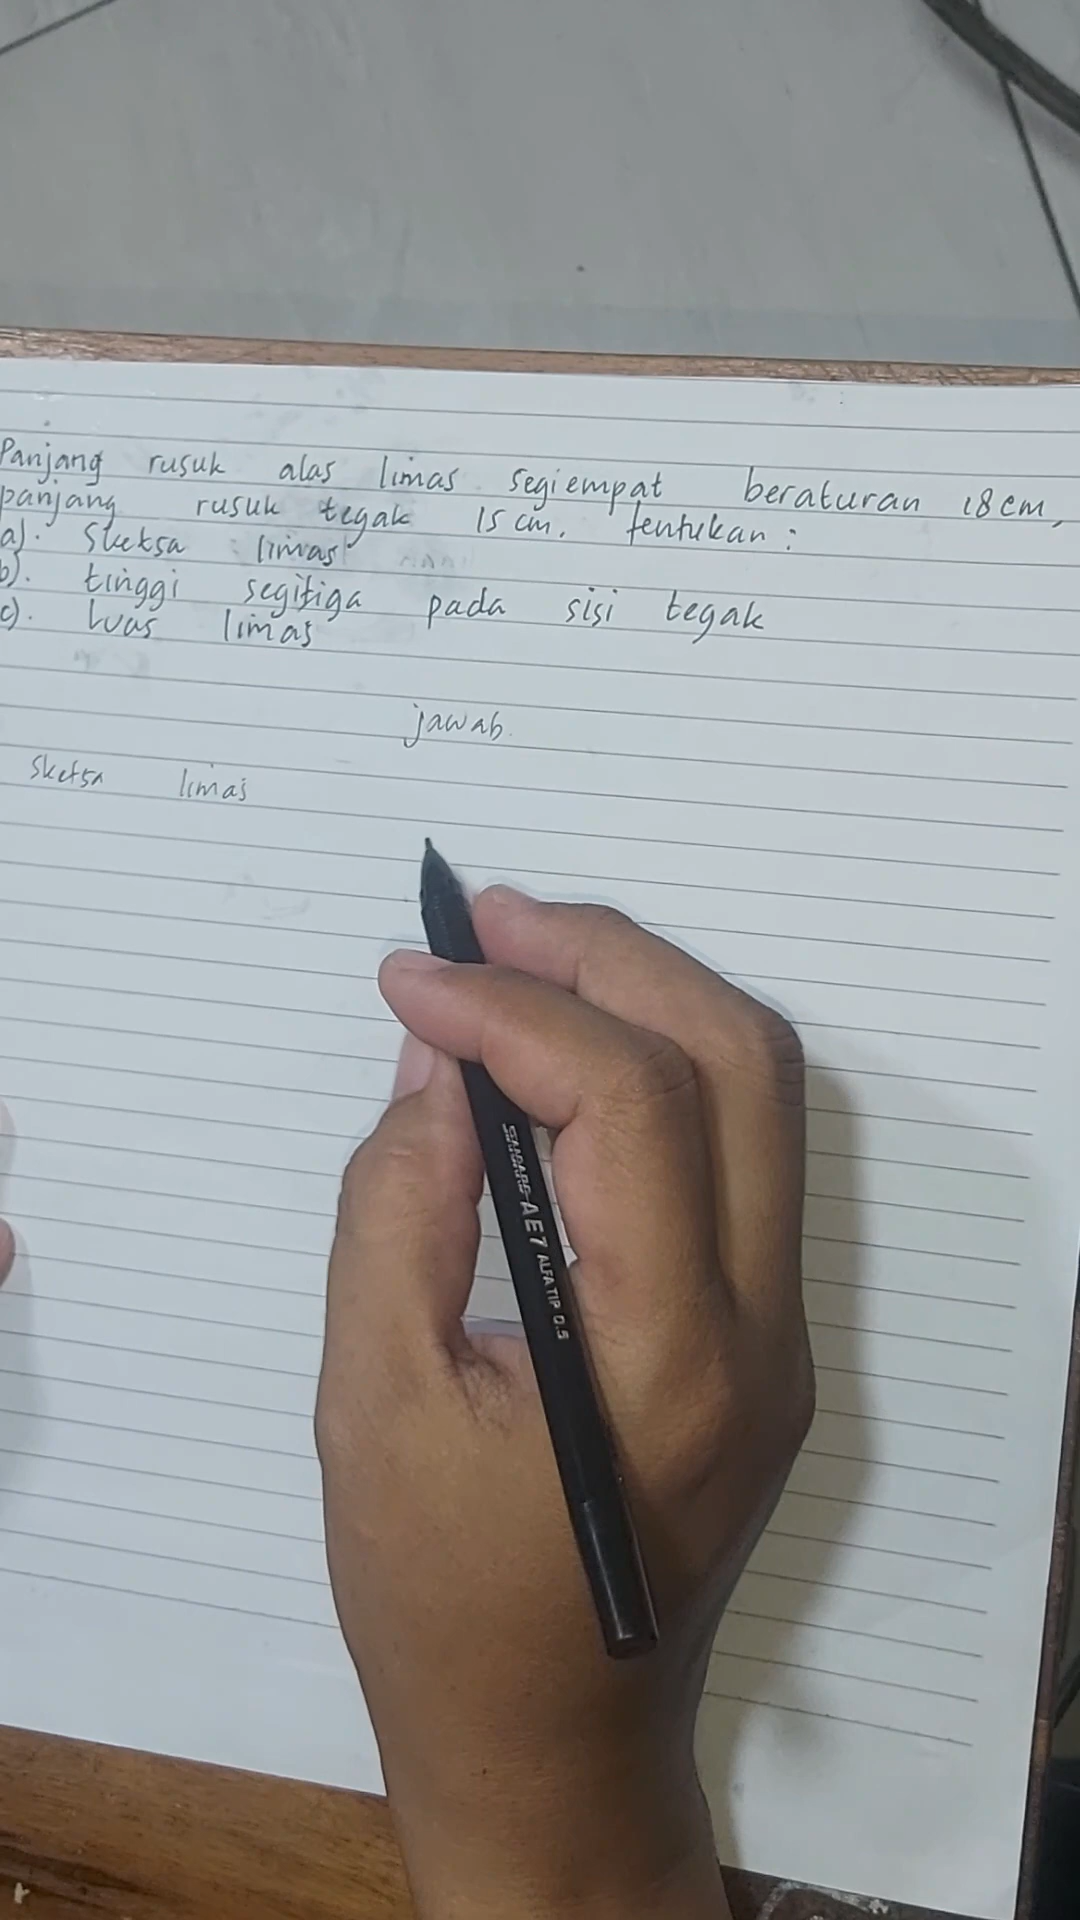 Panjang rusuk alas limas segiempat beraturan 18 cm,
panjang rusuk tegak 15 cm. tentukan :
a). Sketsa limas
b). tinggi segitiga pada sisi tegak
c). Luas limas
jawab.
Sketsa limas
STANDARD AE7 ALFA TIP 0.5